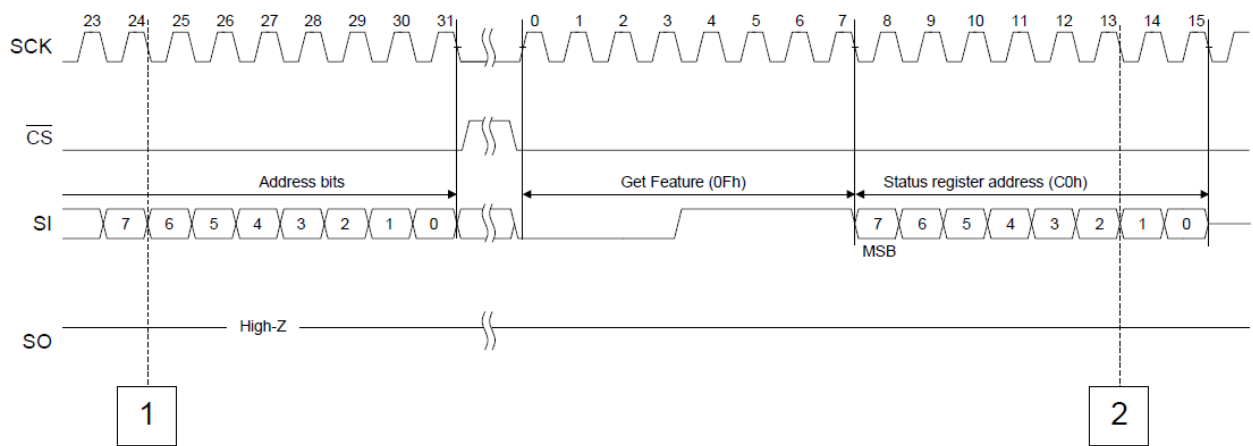 23 24 25 26 27 28 29 30 31 0 1 2 3 4 5 6 7 8 9 10 11 12 13 14 15
SCK
CS
Address bits Get Feature (0Fh) Status register address (C0h)
SI 7 6 5 4 3 2 1 0 7 6 5 4 3 2 1 0
MSB
High-Z
SO
1 2